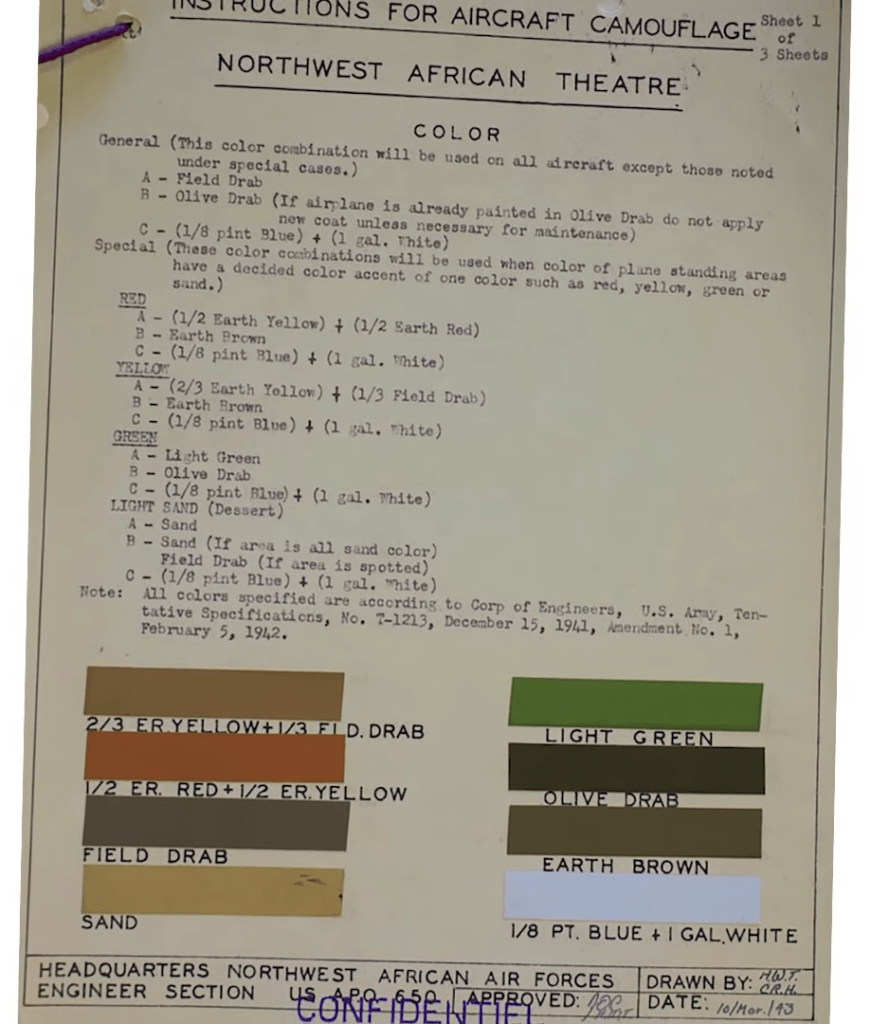 INSTRUCTIONS FOR AIRCRAFT CAMOUFLAGE
Sheet 1
of
3 Sheets
NORTHWEST AFRICAN THEATRE
COLOR
General (This color combination will be used on all aircraft except those noted
under special cases.)
A - Field Drab
B - Olive Drab (If airplane is already painted in Olive Drab do not apply
new coat unless necessary for maintenance)
C - (1/8 pint Blue) + (1 gal. White)
Special (These color combinations will be used when color of plane standing areas
have a decided color accent of one color such as red, yellow, green or
sand.)
RED
A - (1/2 Earth Yellow) + (1/2 Earth Red)
B - Earth Brown
C - (1/8 pint Blue) + (1 gal. White)
YELLOW
A - (2/3 Earth Yellow) + (1/3 Field Drab)
B - Earth Brown
C - (1/8 pint Blue) + (1 gal. White)
GREEN
A - Light Green
B - Olive Drab
C - (1/8 pint Blue) + (1 gal. White)
LIGHT SAND (Dessert)
A - Sand
B - Sand (If area is all sand color)
Field Drab (If area is spotted)
C - (1/8 pint Blue) + (1 gal. White)
Note: All colors specified are according to Corp of Engineers, U.S. Army, Ten-
tative Specifications, No. T-1213, December 15, 1941, Amendment No. 1,
February 5, 1942.
2/3 ER.YELLOW+1/3 FLD. DRAB
1/2 ER. RED+1/2 ER.YELLOW
FIELD DRAB
SAND
LIGHT GREEN
OLIVE DRAB
EARTH BROWN
1/8 PT. BLUE + 1 GAL.WHITE
HEADQUARTERS NORTHWEST AFRICAN AIR FORCES
ENGINEER SECTION US APO 650
APPROVED:
DRAWN BY: H.W.T.
C.R.H.
DATE: 10/Mar./43
CONFIDENTIEL